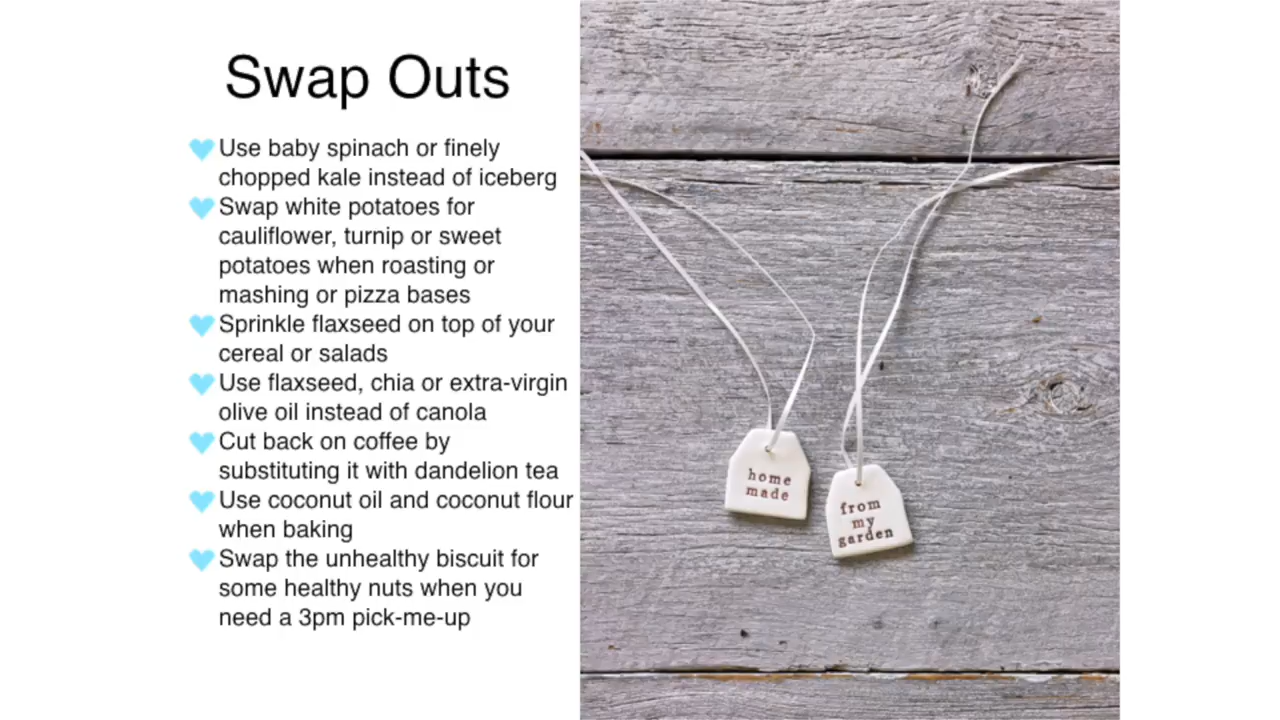 Swap Outs
Use baby spinach or finely
chopped kale instead of iceberg
Swap white potatoes for
cauliflower, turnip or sweet
potatoes when roasting or
mashing or pizza bases
Sprinkle flaxseed on top of your
cereal or salads
Use flaxseed, chia or extra-virgin
olive oil instead of canola
Cut back on coffee by
substituting it with dandelion tea
Use coconut oil and coconut flour
when baking
Swap the unhealthy biscuit for
some healthy nuts when you
need a 3pm pick-me-up
home
made
from
my
garden